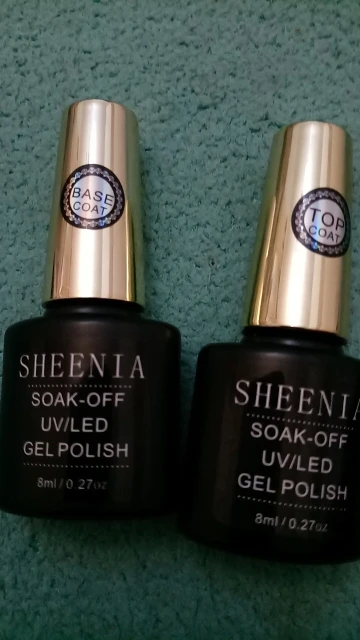 BASE
COAT
SHEENIA
SOAK-OFF
UV/LED
GEL POLISH
8ml / 0.27oz
TOP
COAT
SHEENIA
SOAK-OFF
UV/LED
GEL POLISH
8ml / 0.27oz